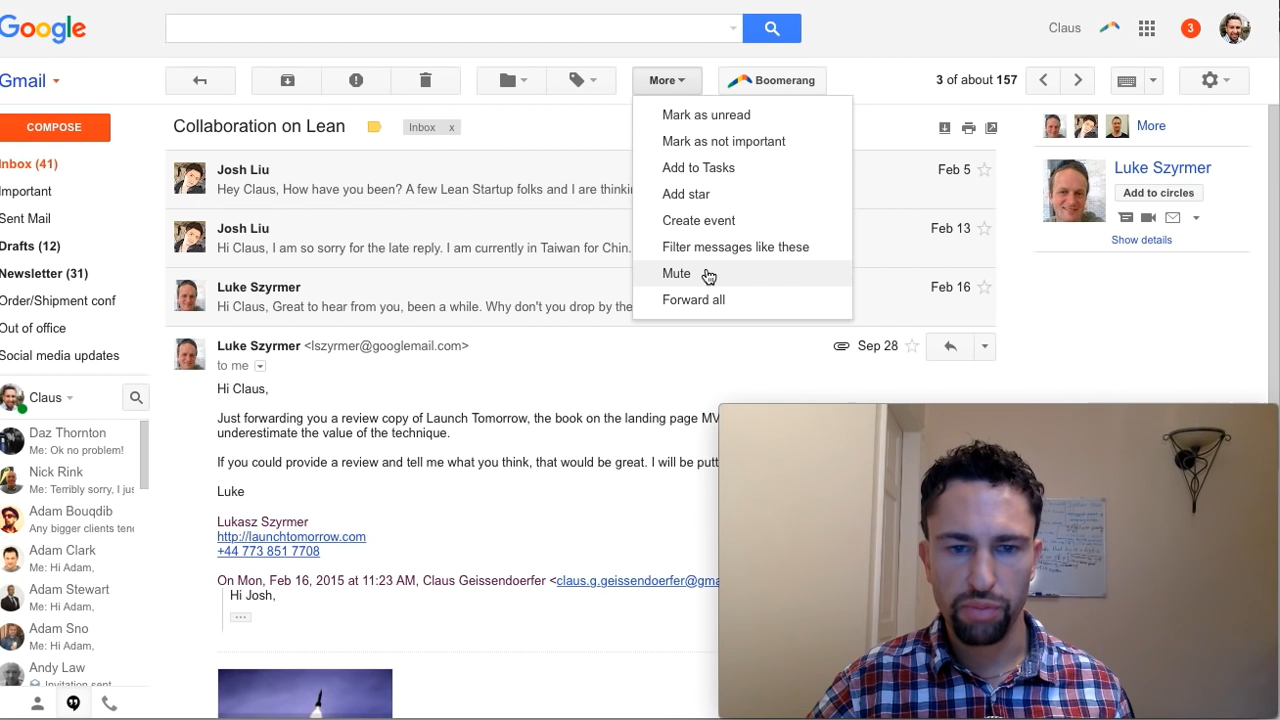 Google
Claus
3
Gmail
More
Boomerang
3 of about 157
COMPOSE
Collaboration on Lean
Inbox x
Mark as unread
Mark as not important
Add to Tasks
Add star
Create event
Filter messages like these
Mute
Forward all
More
Inbox (41)
Important
Sent Mail
Drafts (12)
Newsletter (31)
Order/Shipment conf
Out of office
Social media updates
Josh Liu
Feb 5
Hey Claus, How have you been? A few Lean Startup folks and I are thinki
Josh Liu
Feb 13
Hi Claus, I am so sorry for the late reply. I am currently in Taiwan for Chin.
Luke Szyrmer
Feb 16
Hi Claus, Great to hear from you, been a while. Why don't you drop by the
Luke Szyrmer <lszyrmer@googlemail.com>
Sep 28
to me
Hi Claus,
Just forwarding you a review copy of Launch Tomorrow, the book on the landing page MV
underestimate the value of the technique.
If you could provide a review and tell me what you think, that would be great. I will be putt
Luke
Lukasz Szyrmer
http://launchtomorrow.com
+44 773 851 7708
On Mon, Feb 16, 2015 at 11:23 AM, Claus Geissendoerfer <claus.g.geissendoerfer@gma
Hi Josh,
Luke Szyrmer
Add to circles
Show details
Claus
Daz Thornton
Me: Ok no problem!
Nick Rink
Me: Terribly sorry, I jus
Adam Bouqdib
Any bigger clients tend
Adam Clark
Me: Hi Adam,
Adam Stewart
Me: Hi Adam,
Adam Sno
Me: Hi Adam,
Andy Law
Invitation sent